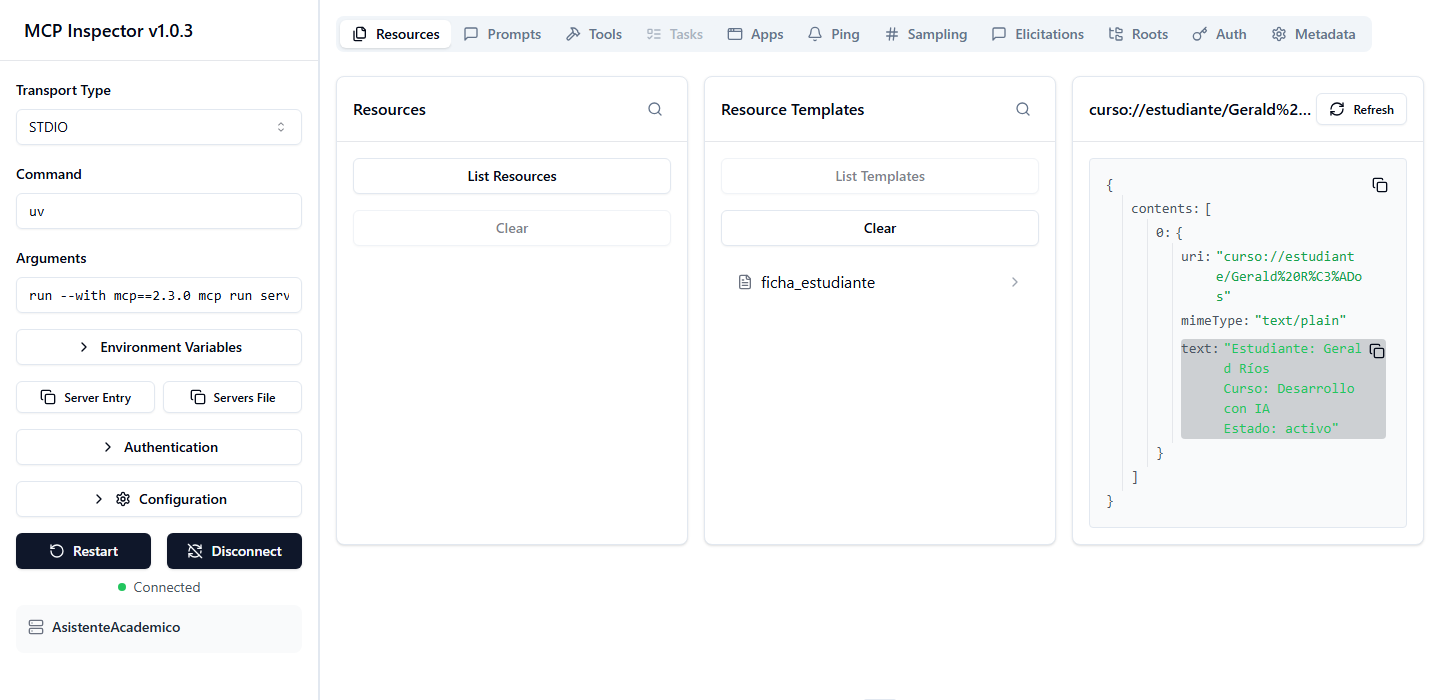 MCP Inspector v1.0.3
Transport Type
STDIO
Command
uv
Arguments
run --with mcp==2.3.0 mcp run serv
Environment Variables
Server Entry
Servers File
Authentication
Configuration
Restart
Disconnect
Connected
AsistenteAcademico
Resources
Prompts
Tools
Tasks
Apps
Ping
Sampling
Elicitations
Roots
Auth
Metadata
Resources
List Resources
Clear
Resource Templates
List Templates
Clear
ficha_estudiante
curso://estudiante/Gerald%2...
Refresh
{
contents: [
0: {
uri: "curso://estudiant
e/Gerald%20R%C3%ADo
s"
mimeType: "text/plain"
text: "Estudiante: Geral
d Ríos
Curso: Desarrollo
con IA
Estado: activo"
}
]
}